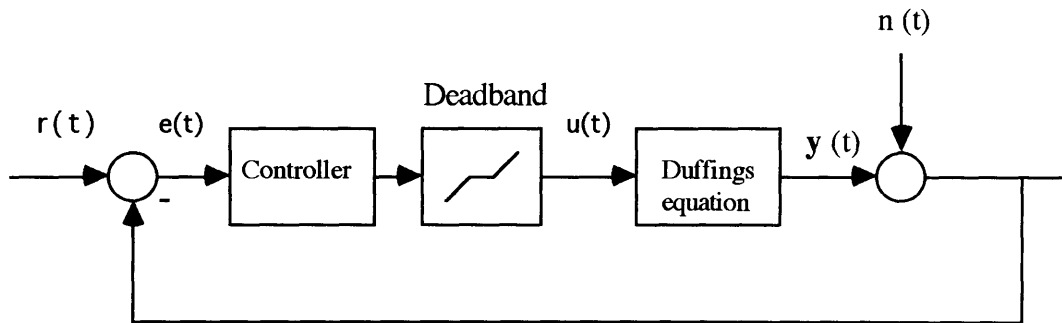 n (t)
Deadband
r(t)
e(t)
u(t)
y (t)
Controller
Duffings
equation
-